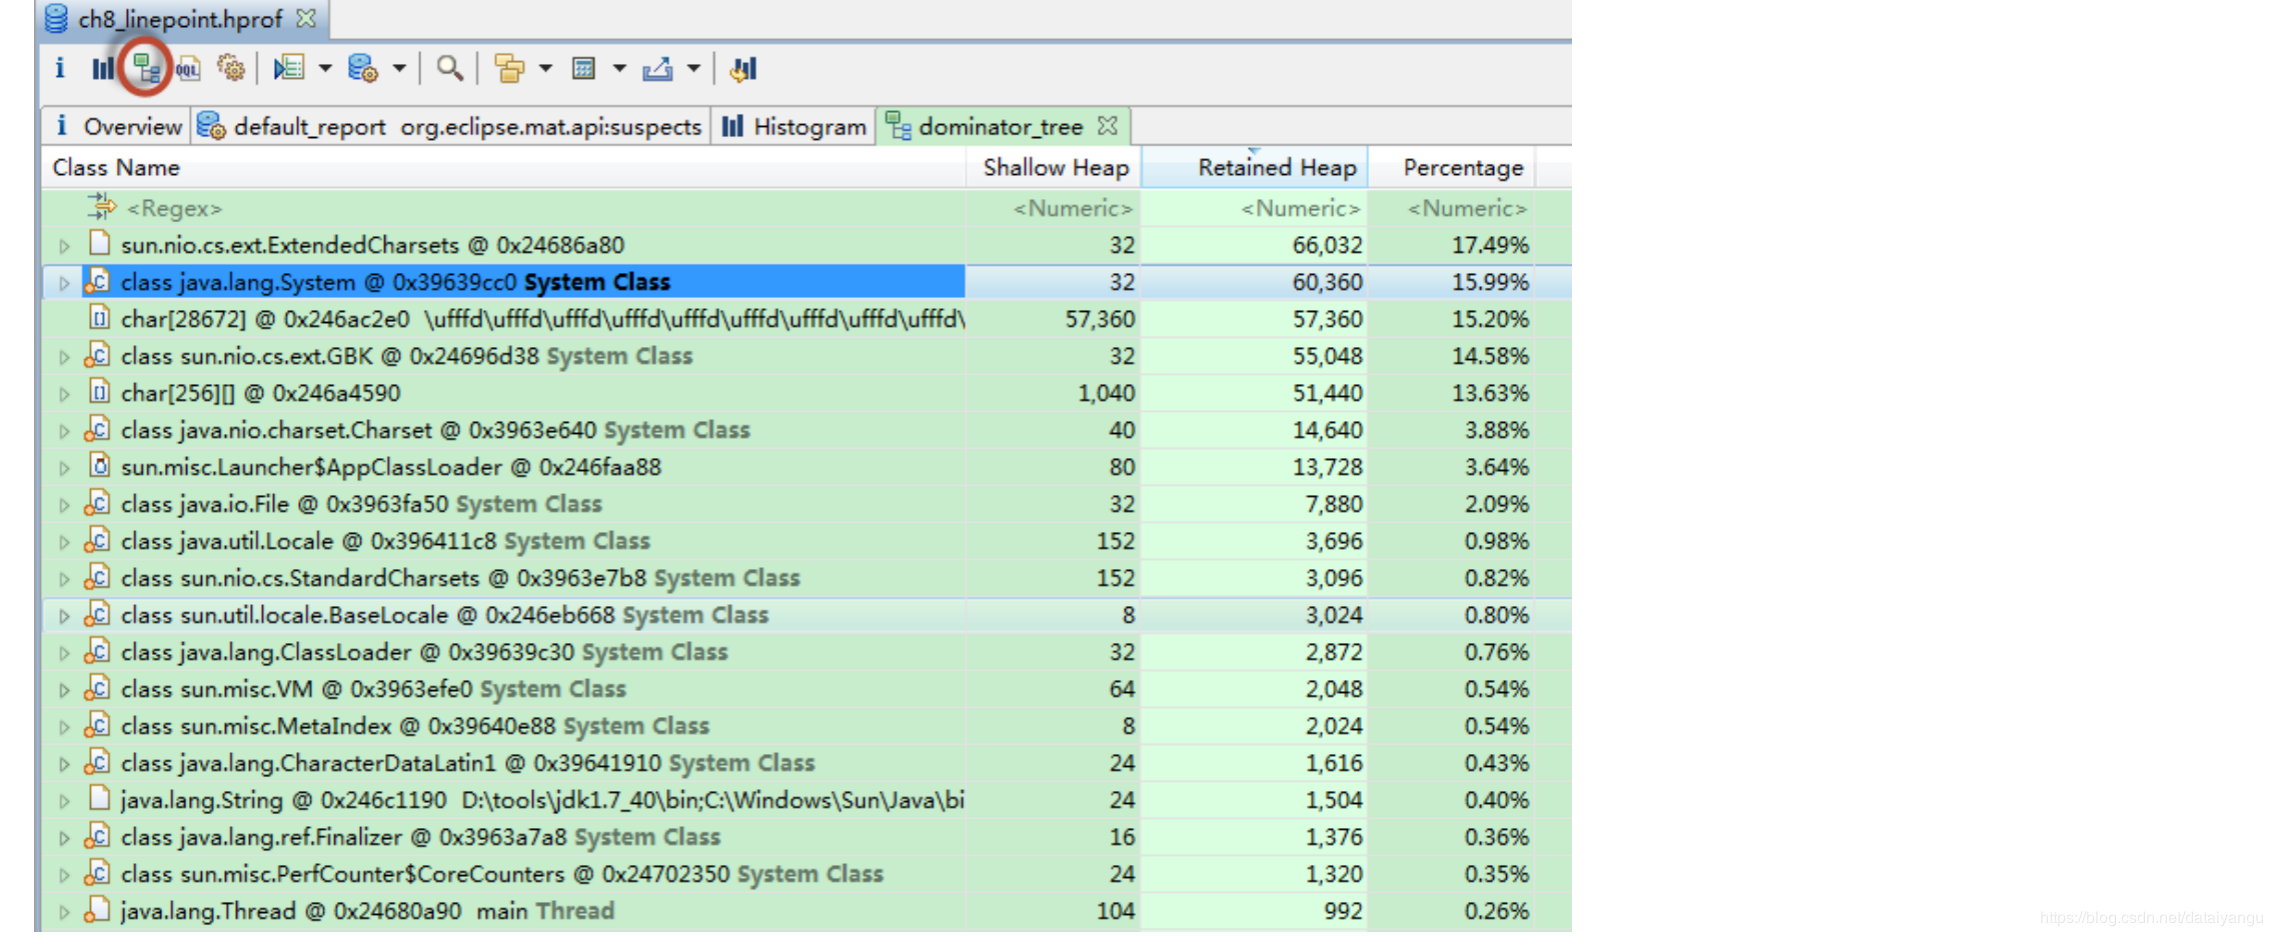 ch8_linepoint.hprof
i OQL
i Overview default_report org.eclipse.mat.api:suspects Histogram dominator_tree
Class Name Shallow Heap Retained Heap Percentage
<Regex> <Numeric> <Numeric> <Numeric>
sun.nio.cs.ext.ExtendedCharsets @ 0x24686a80 32 66,032 17.49%
class java.lang.System @ 0x39639cc0 System Class 32 60,360 15.99%
char[28672] @ 0x246ac2e0 \ufffd\ufffd\ufffd\ufffd\ufffd\ufffd\ufffd\ufffd\ufffd\ 57,360 57,360 15.20%
class sun.nio.cs.ext.GBK @ 0x24696d38 System Class 32 55,048 14.58%
char[256][] @ 0x246a4590 1,040 51,440 13.63%
class java.nio.charset.Charset @ 0x3963e640 System Class 40 14,640 3.88%
sun.misc.Launcher$AppClassLoader @ 0x246faa88 80 13,728 3.64%
class java.io.File @ 0x3963fa50 System Class 32 7,880 2.09%
class java.util.Locale @ 0x396411c8 System Class 152 3,696 0.98%
class sun.nio.cs.StandardCharsets @ 0x3963e7b8 System Class 152 3,096 0.82%
class sun.util.locale.BaseLocale @ 0x246eb668 System Class 8 3,024 0.80%
class java.lang.ClassLoader @ 0x39639c30 System Class 32 2,872 0.76%
class sun.misc.VM @ 0x3963efe0 System Class 64 2,048 0.54%
class sun.misc.MetaIndex @ 0x39640e88 System Class 8 2,024 0.54%
class java.lang.CharacterDataLatin1 @ 0x39641910 System Class 24 1,616 0.43%
java.lang.String @ 0x246c1190 D:\tools\jdk1.7_40\bin;C:\Windows\Sun\Java\bi 24 1,504 0.40%
class java.lang.ref.Finalizer @ 0x3963a7a8 System Class 16 1,376 0.36%
class sun.misc.PerfCounter$CoreCounters @ 0x24702350 System Class 24 1,320 0.35%
java.lang.Thread @ 0x24680a90 main Thread 104 992 0.26%
https://blog.csdn.net/dataiyangu